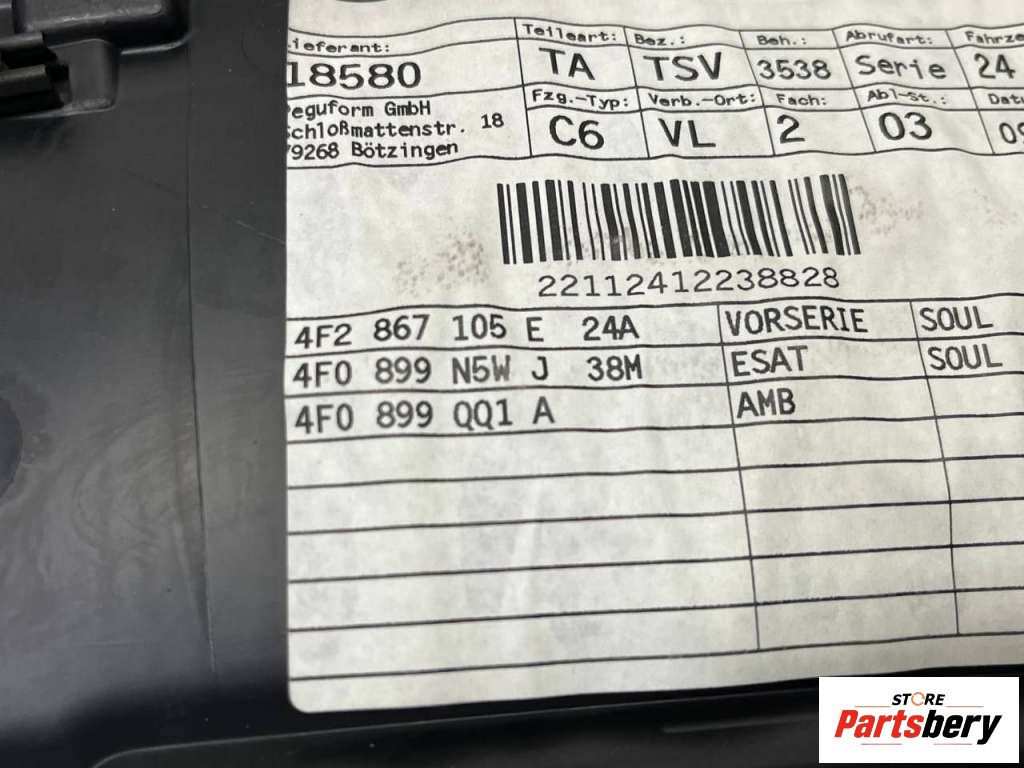 Lieferant: Teileart: Bez.: Beh.: Abrufart:
18580 TA TSV 3538 Serie 24
Peguform GmbH Fzg.-Typ: Verb.-Ort: Fach: Abl-St.:
Schloßmattenstr. 18 C6 VL 2 03
79268 Bötzingen
22112412238828
4F2 867 105 E 24A VORSERIE SOUL
4F0 899 N5W J 38M ESAT SOUL
4F0 899 QQ1 A AMB
STORE
Partsbery